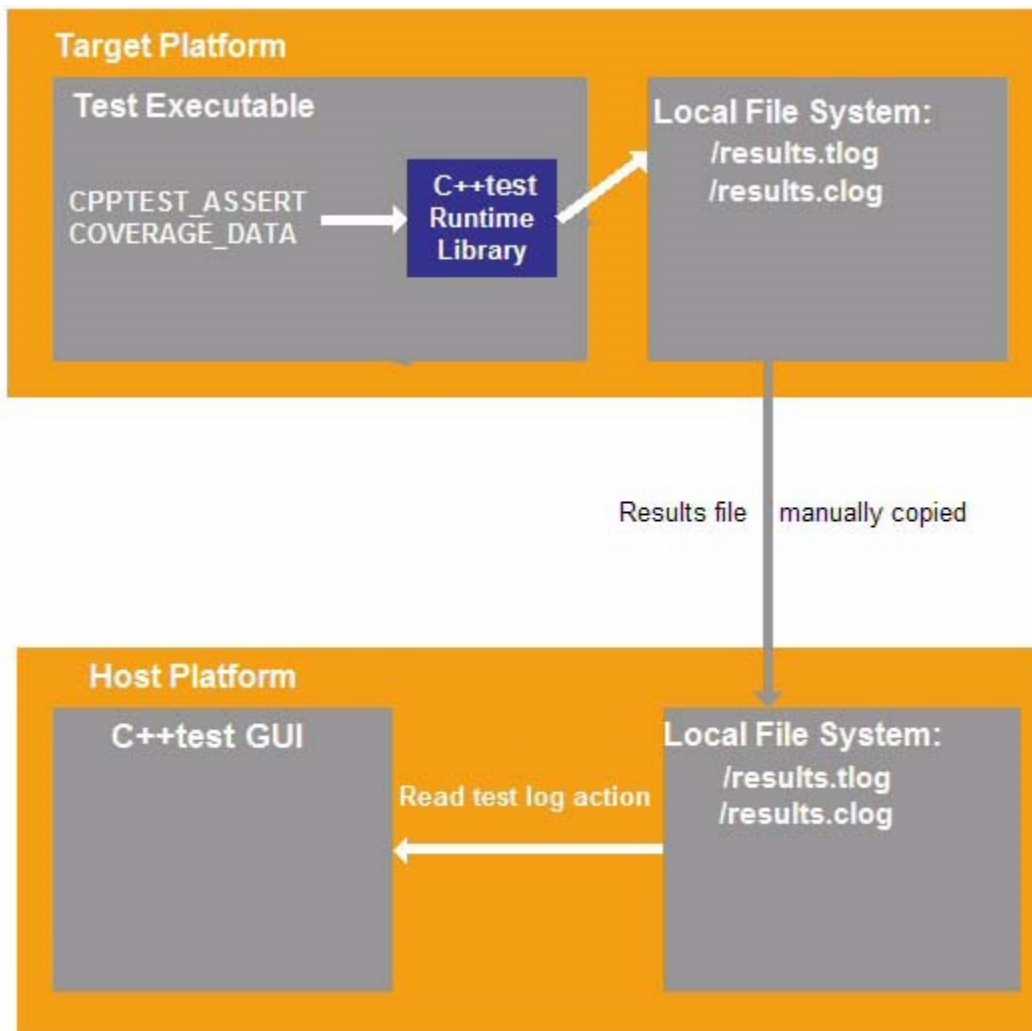 Target Platform
Test Executable
CPPTEST_ASSERT
COVERAGE_DATA
C++test
Runtime
Library
Local File System:
/results.tlog
/results.clog
Results file manually copied
Host Platform
C++test GUI
Read test log action
Local File System:
/results.tlog
/results.clog